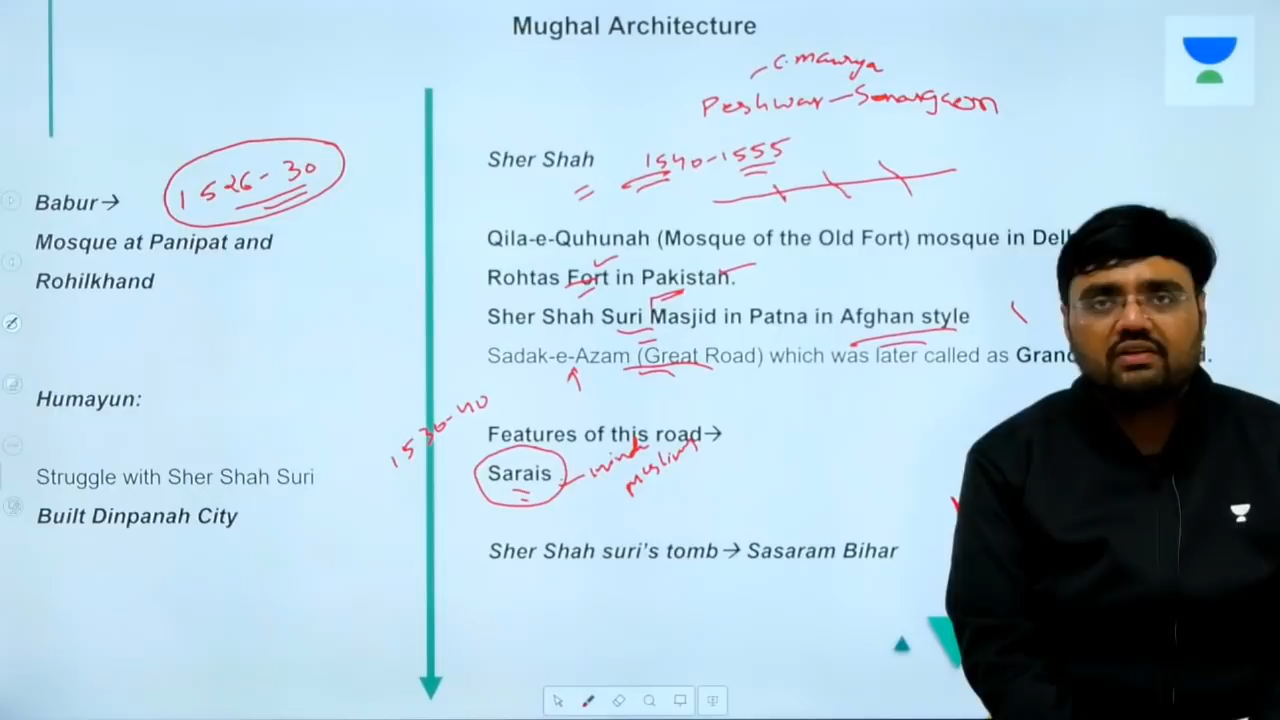 Mughal Architecture
C. Maurya
Peshwar - Sonargaon
Sher Shah 1540-1555
1526-30
Babur→
Mosque at Panipat and
Rohilkhand
Qila-e-Quhunah (Mosque of the Old Fort) mosque in
Rohtas Fort in Pakistan.
Sher Shah Suri Masjid in Patna in Afghan style
Sadak-e-Azam (Great Road) which was later called as
Humayun:
1530-40
Struggle with Sher Shah Suri
Built Dinpanah City
Features of this road→
Sarais
Muslim
Sher Shah suri's tomb→ Sasaram Bihar